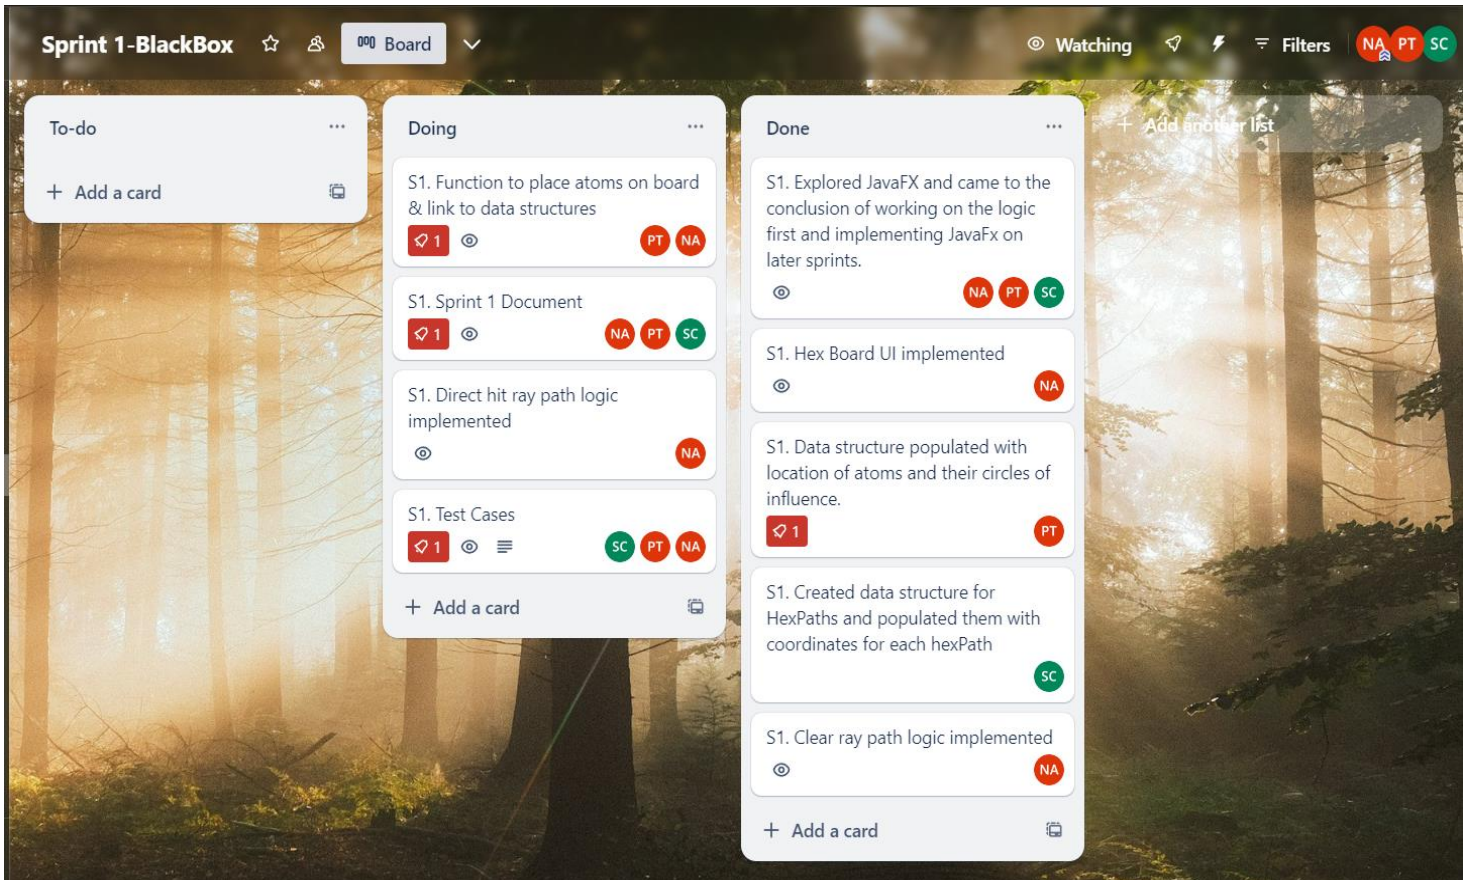 Sprint 1-BlackBox
Board
Watching
Filters
NA PT SC
To-do
Add a card
Doing
S1. Function to place atoms on board
& link to data structures
1
PT NA
S1. Sprint 1 Document
1
NA PT SC
S1. Direct hit ray path logic
implemented
NA
S1. Test Cases
1
SC PT NA
Add a card
Done
S1. Explored JavaFX and came to the
conclusion of working on the logic
first and implementing JavaFx on
later sprints.
NA PT SC
S1. Hex Board UI implemented
NA
S1. Data structure populated with
location of atoms and their circles of
influence.
1
PT
S1. Created data structure for
HexPaths and populated them with
coordinates for each hexPath
SC
S1. Clear ray path logic implemented
NA
Add a card
Add another list